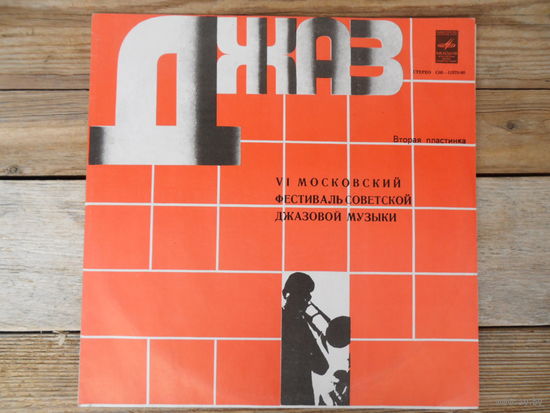 ДЖАЗ
СТЕРЕО
Вторая пластинка
VI МОСКОВСКИЙ
ФЕСТИВАЛЬ СОВЕТСКОЙ
ДЖАЗОВОЙ МУЗЫКИ